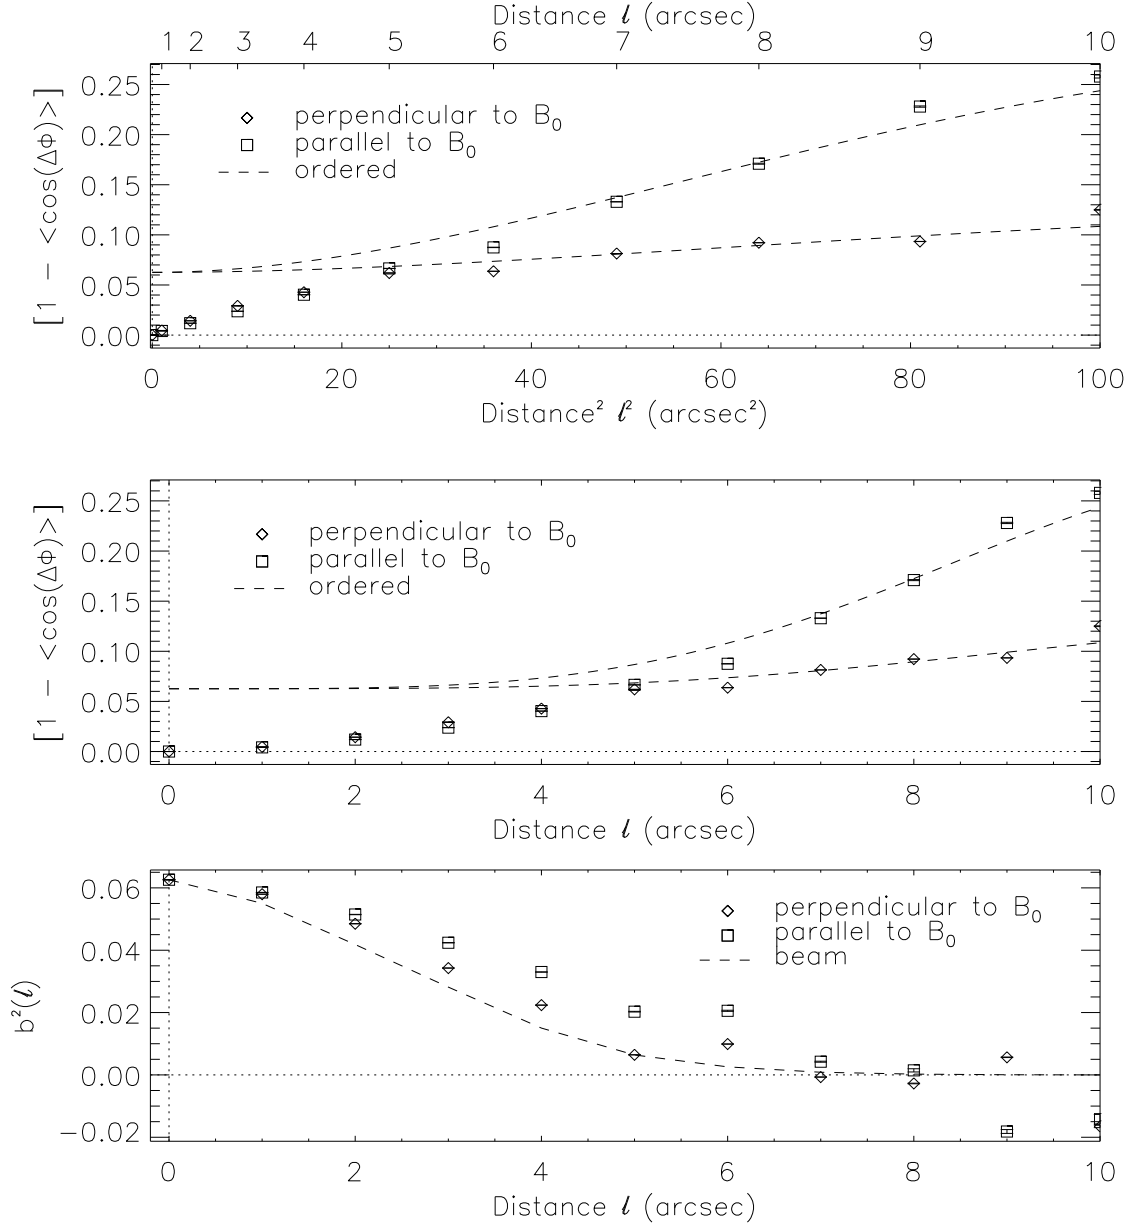 Distance ℓ (arcsec)
1 2 3 4 5 6 7 8 9 10
[1 − <cos(Δϕ)>]
0.25
0.20
0.15
0.10
0.05
0.00
perpendicular to B₀
parallel to B₀
ordered
0 20 40 60 80 100
Distance² ℓ² (arcsec²)
[1 − <cos(Δϕ)>]
0.25
0.20
0.15
0.10
0.05
0.00
perpendicular to B₀
parallel to B₀
ordered
0 2 4 6 8 10
Distance ℓ (arcsec)
b²(ℓ)
0.06
0.04
0.02
0.00
−0.02
perpendicular to B₀
parallel to B₀
beam
0 2 4 6 8 10
Distance ℓ (arcsec)